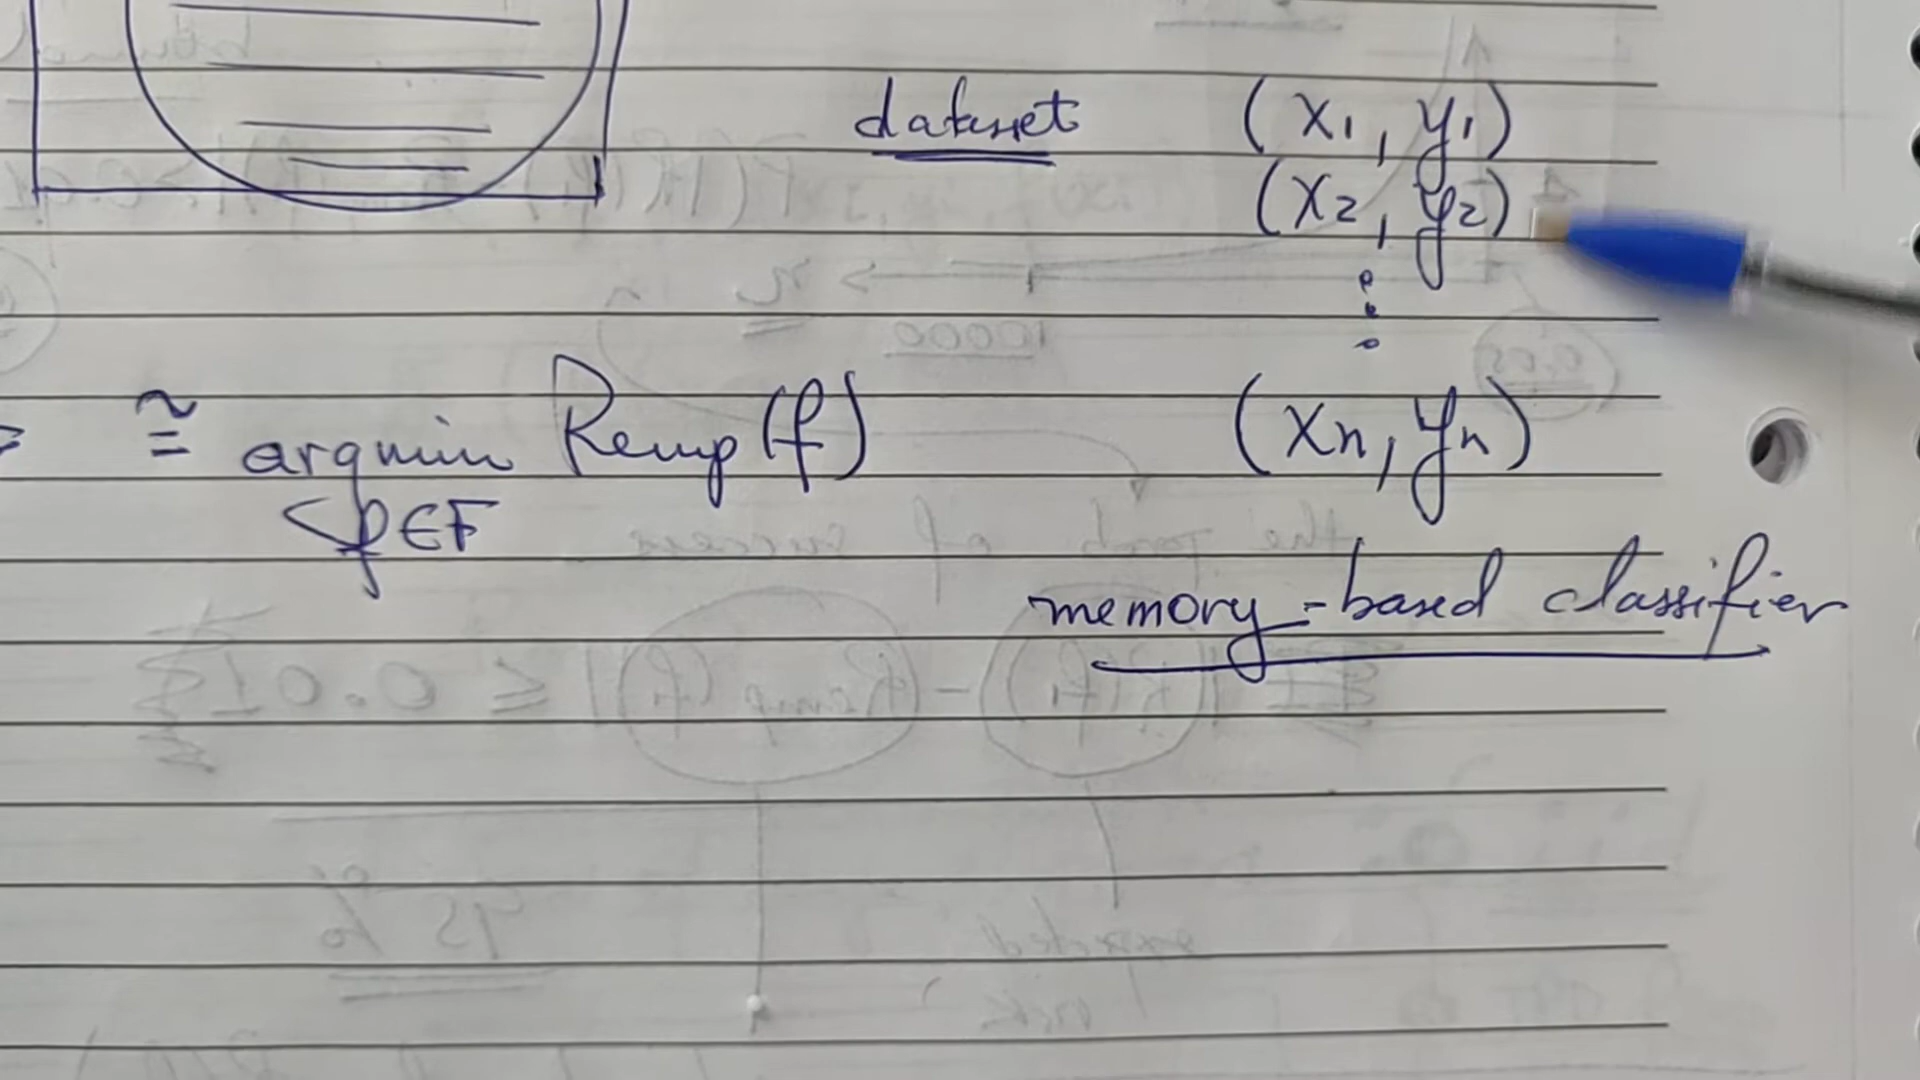 dataset (x1, y1)
(x2, y2)
≅ argmin Remp(f) (xn, yn)
f∈F
memory-based classifier